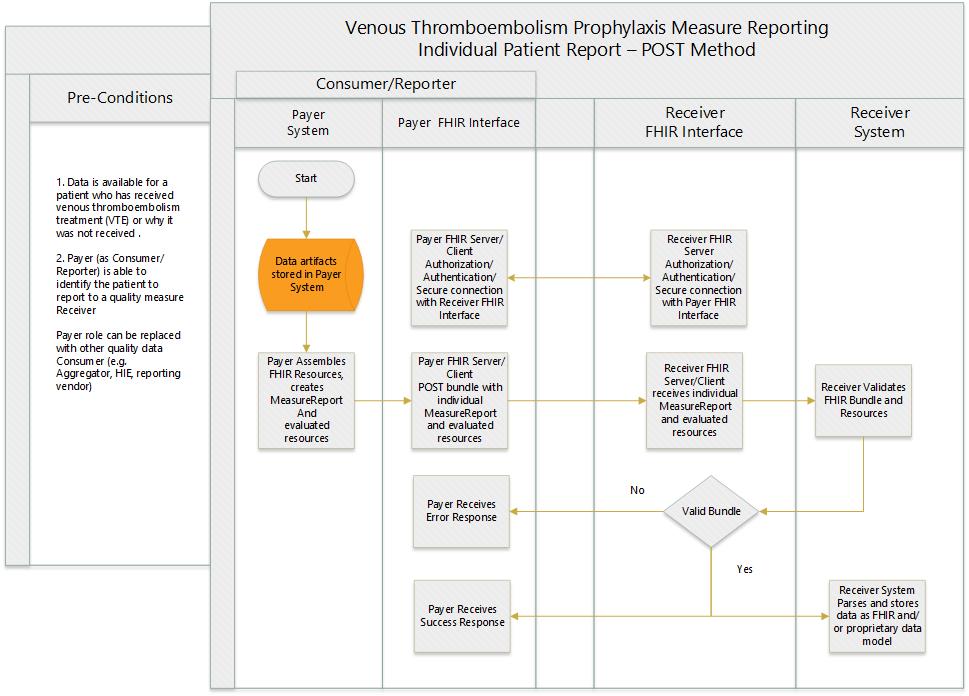 Venous Thromboembolism Prophylaxis Measure Reporting
Individual Patient Report – POST Method
Pre-Conditions
1. Data is available for a
patient who has received
venous thromboembolism
treatment (VTE) or why it
was not received .
2. Payer (as Consumer/
Reporter) is able to
identify the patient to
report to a quality measure
Receiver
Payer role can be replaced
with other quality data
Consumer (e.g.
Aggregator, HIE, reporting
vendor)
Consumer/Reporter
Payer
System
Payer FHIR Interface
Receiver
FHIR Interface
Receiver
System
Start
Data artifacts
stored in Payer
System
Payer FHIR Server/
Client
Authorization/
Authentication/
Secure connection
with Receiver FHIR
Interface
Receiver FHIR
Server
Authorization/
Authentication/
Secure connection
with Payer FHIR
Interface
Payer Assembles
FHIR Resources,
creates
MeasureReport
And
evaluated
resources
Payer FHIR Server/
Client
POST bundle with
individual
MeasureReport
and evaluated
resources
Receiver FHIR
Server/Client
receives individual
MeasureReport
and evaluated
resources
Receiver Validates
FHIR Bundle and
Resources
Payer Receives
Error Response
No
Valid Bundle
Yes
Payer Receives
Success Response
Receiver System
Parses and stores
data as FHIR and/
or proprietary data
model